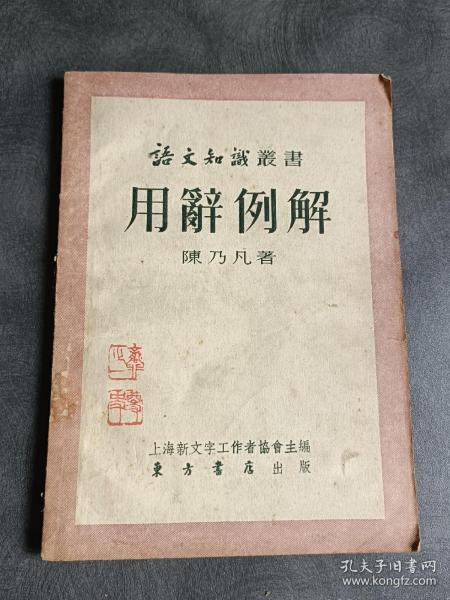 語文知識叢書
用辭例解
陳乃凡著
上海新文字工作者協會主編
東方書店出版
孔夫子旧书网
www.kongfz.com